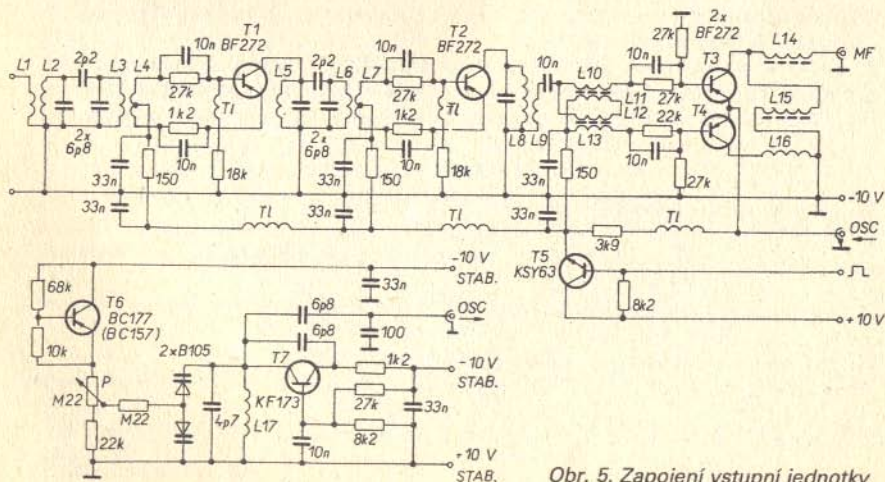 L1 L2 2p2 L3 L4 10n T1 BF272 L5 2p2 L6 L7 10n T2 BF272 10n L10 10n 27k 2x BF272 T3 L14 MF
27k Tl 27k Tl L11 L12 27k T4 L15
2x 6p8 1k2 10n 2x 6p8 1k2 10n L8 L9 L13 22k 10n L16
33n 150 18k 33n 150 18k 33n 150 27k
-10 V
33n Tl 33n Tl 33n 3k9 Tl OSC
T5 KSY63 8k2
+10 V
-10 V STAB.
68k T6 BC177 (BC157) 33n
10k 2xB105 6p8 6p8 100 OSC
P M22 M22 T7 KF173 1k2 -10 V STAB.
4p7 L17 27k 33n
22k 10n 8k2 +10 V STAB.
Obr. 5. Zapojení vstupní jednotky